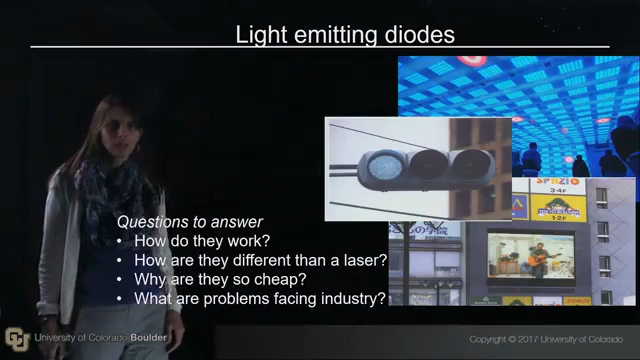 Light emitting diodes
SPAZIO
3-4F
1-2F
Questions to answer
• How do they work?
• How are they different than a laser?
• Why are they so cheap?
• What are problems facing industry?
CU
University of Colorado Boulder
Copyright © 2017 University of Colorado